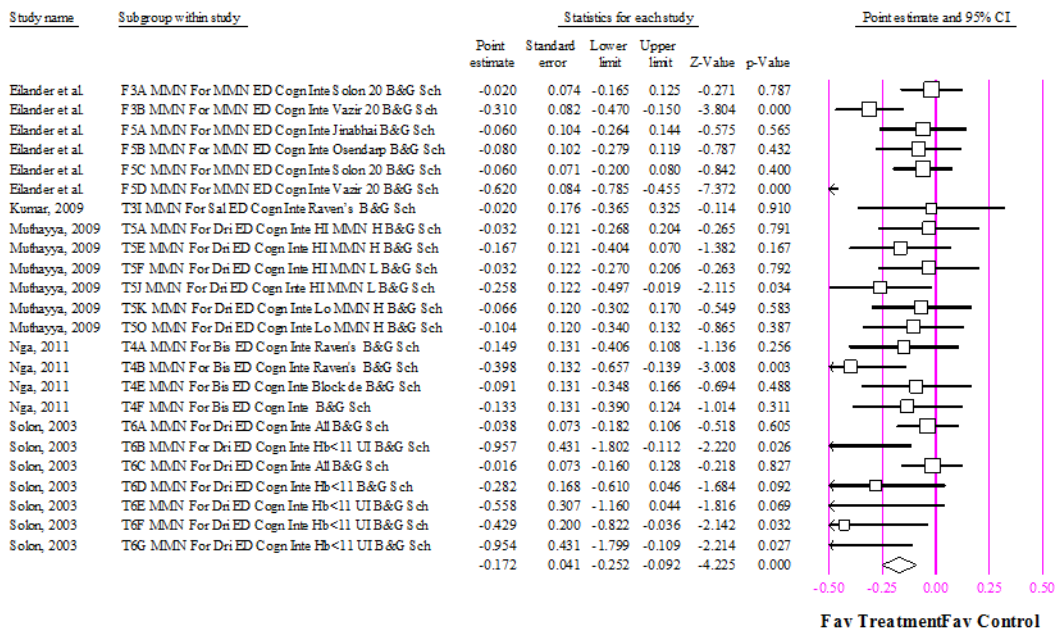 Study name Subgroup within study Statistics for each study Point estimate and 95% CI
Point Standard Lower Upper
estimate error limit limit Z-Value p-Value
Eilander et al. F3A MMN For MMN ED Cogn Inte Solon 20 B&G Sch -0.020 0.074 -0.165 0.125 -0.271 0.787
Eilander et al. F3B MMN For MMN ED Cogn Inte Vazir 20 B&G Sch -0.310 0.082 -0.470 -0.150 -3.804 0.000
Eilander et al. F5A MMN For MMN ED Cogn Inte Jinabhai B&G Sch -0.060 0.104 -0.264 0.144 -0.575 0.565
Eilander et al. F5B MMN For MMN ED Cogn Inte Osendarp B&G Sch -0.080 0.102 -0.279 0.119 -0.787 0.432
Eilander et al. F5C MMN For MMN ED Cogn Inte Solon 20 B&G Sch -0.060 0.071 -0.200 0.080 -0.842 0.400
Eilander et al. F5D MMN For MMN ED Cogn Inte Vazir 20 B&G Sch -0.620 0.084 -0.785 -0.455 -7.372 0.000
Kumar, 2009 T3I MMN For Sal ED Cogn Inte Raven's B&G Sch -0.020 0.176 -0.365 0.325 -0.114 0.910
Muthayya, 2009 T5A MMN For Dri ED Cogn Inte HI MMN H B&G Sch -0.032 0.121 -0.268 0.204 -0.265 0.791
Muthayya, 2009 T5E MMN For Dri ED Cogn Inte HI MMN H B&G Sch -0.167 0.121 -0.404 0.070 -1.382 0.167
Muthayya, 2009 T5F MMN For Dri ED Cogn Inte HI MMN L B&G Sch -0.032 0.122 -0.270 0.206 -0.263 0.792
Muthayya, 2009 T5J MMN For Dri ED Cogn Inte HI MMN L B&G Sch -0.258 0.122 -0.497 -0.019 -2.115 0.034
Muthayya, 2009 T5K MMN For Dri ED Cogn Inte Lo MMN H B&G Sch -0.066 0.120 -0.302 0.170 -0.549 0.583
Muthayya, 2009 T5O MMN For Dri ED Cogn Inte Lo MMN H B&G Sch -0.104 0.120 -0.340 0.132 -0.865 0.387
Nga, 2011 T4A MMN For Bis ED Cogn Inte Raven's B&G Sch -0.149 0.131 -0.406 0.108 -1.136 0.256
Nga, 2011 T4B MMN For Bis ED Cogn Inte Raven's B&G Sch -0.398 0.132 -0.657 -0.139 -3.008 0.003
Nga, 2011 T4E MMN For Bis ED Cogn Inte Block de B&G Sch -0.091 0.131 -0.348 0.166 -0.694 0.488
Nga, 2011 T4F MMN For Bis ED Cogn Inte B&G Sch -0.133 0.131 -0.390 0.124 -1.014 0.311
Solon, 2003 T6A MMN For Dri ED Cogn Inte All B&G Sch -0.038 0.073 -0.182 0.106 -0.518 0.605
Solon, 2003 T6B MMN For Dri ED Cogn Inte Hb<11 UI B&G Sch -0.957 0.431 -1.802 -0.112 -2.220 0.026
Solon, 2003 T6C MMN For Dri ED Cogn Inte All B&G Sch -0.016 0.073 -0.160 0.128 -0.218 0.827
Solon, 2003 T6D MMN For Dri ED Cogn Inte Hb<11 B&G Sch -0.282 0.168 -0.610 0.046 -1.684 0.092
Solon, 2003 T6E MMN For Dri ED Cogn Inte Hb<11 UI B&G Sch -0.558 0.307 -1.160 0.044 -1.816 0.069
Solon, 2003 T6F MMN For Dri ED Cogn Inte Hb<11 UI B&G Sch -0.429 0.200 -0.822 -0.036 -2.142 0.032
Solon, 2003 T6G MMN For Dri ED Cogn Inte Hb<11 UI B&G Sch -0.954 0.431 -1.799 -0.109 -2.214 0.027
-0.172 0.041 -0.252 -0.092 -4.225 0.000
-0.50 -0.25 0.00 0.25 0.50
Fav Treatment Fav Control